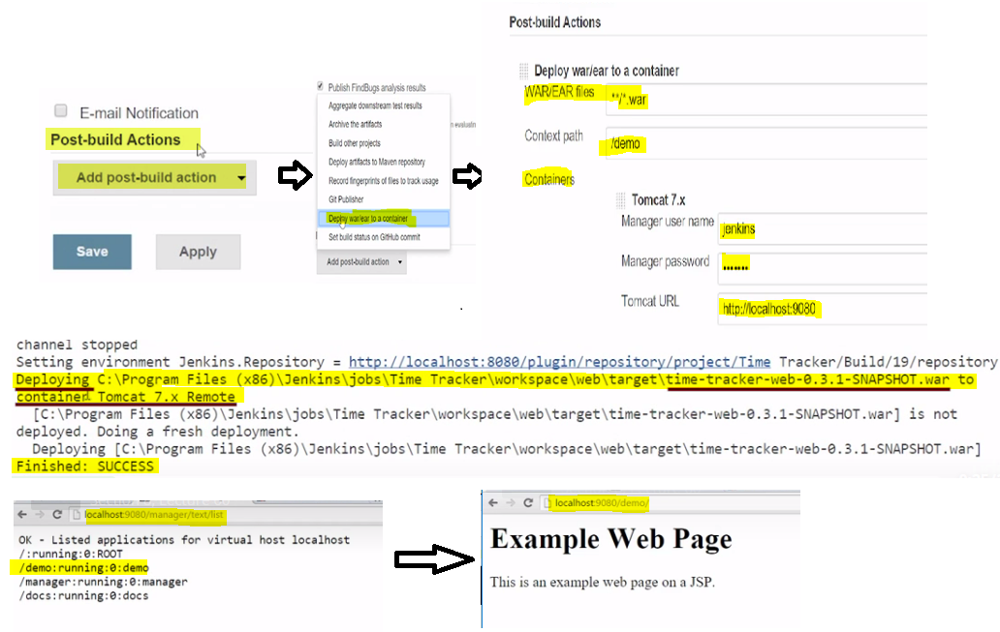 E-mail Notification
Post-build Actions
Add post-build action
Save
Apply
Publish FindBugs analysis results
Aggregate downstream test results
Archive the artifacts
Build other projects
Deploy artifacts to Maven repository
Record fingerprints of files to track usage
Git Publisher
Deploy war/ear to a container
Set build status on GitHub commit
Add post-build action
Post-build Actions
Deploy war/ear to a container
WAR/EAR files
**/*.war
Context path
/demo
Containers
Tomcat 7.x
Manager user name
jenkins
Manager password
•••••••
Tomcat URL
http://localhost:9080
channel stopped
Setting environment Jenkins.Repository = http://localhost:8080/plugin/repository/project/Time Tracker/Build/19/repository
Deploying C:\Program Files (x86)\Jenkins\jobs\Time Tracker\workspace\web\target\time-tracker-web-0.3.1-SNAPSHOT.war to
container Tomcat 7.x Remote
[C:\Program Files (x86)\Jenkins\jobs\Time Tracker\workspace\web\target\time-tracker-web-0.3.1-SNAPSHOT.war] is not
deployed. Doing a fresh deployment.
Deploying [C:\Program Files (x86)\Jenkins\jobs\Time Tracker\workspace\web\target\time-tracker-web-0.3.1-SNAPSHOT.war]
Finished: SUCCESS
localhost:9080/manager/text/list
OK - Listed applications for virtual host localhost
/:running:0:ROOT
/demo:running:0:demo
/manager:running:0:manager
/docs:running:0:docs
localhost:9080/demo/
Example Web Page
This is an example web page on a JSP.